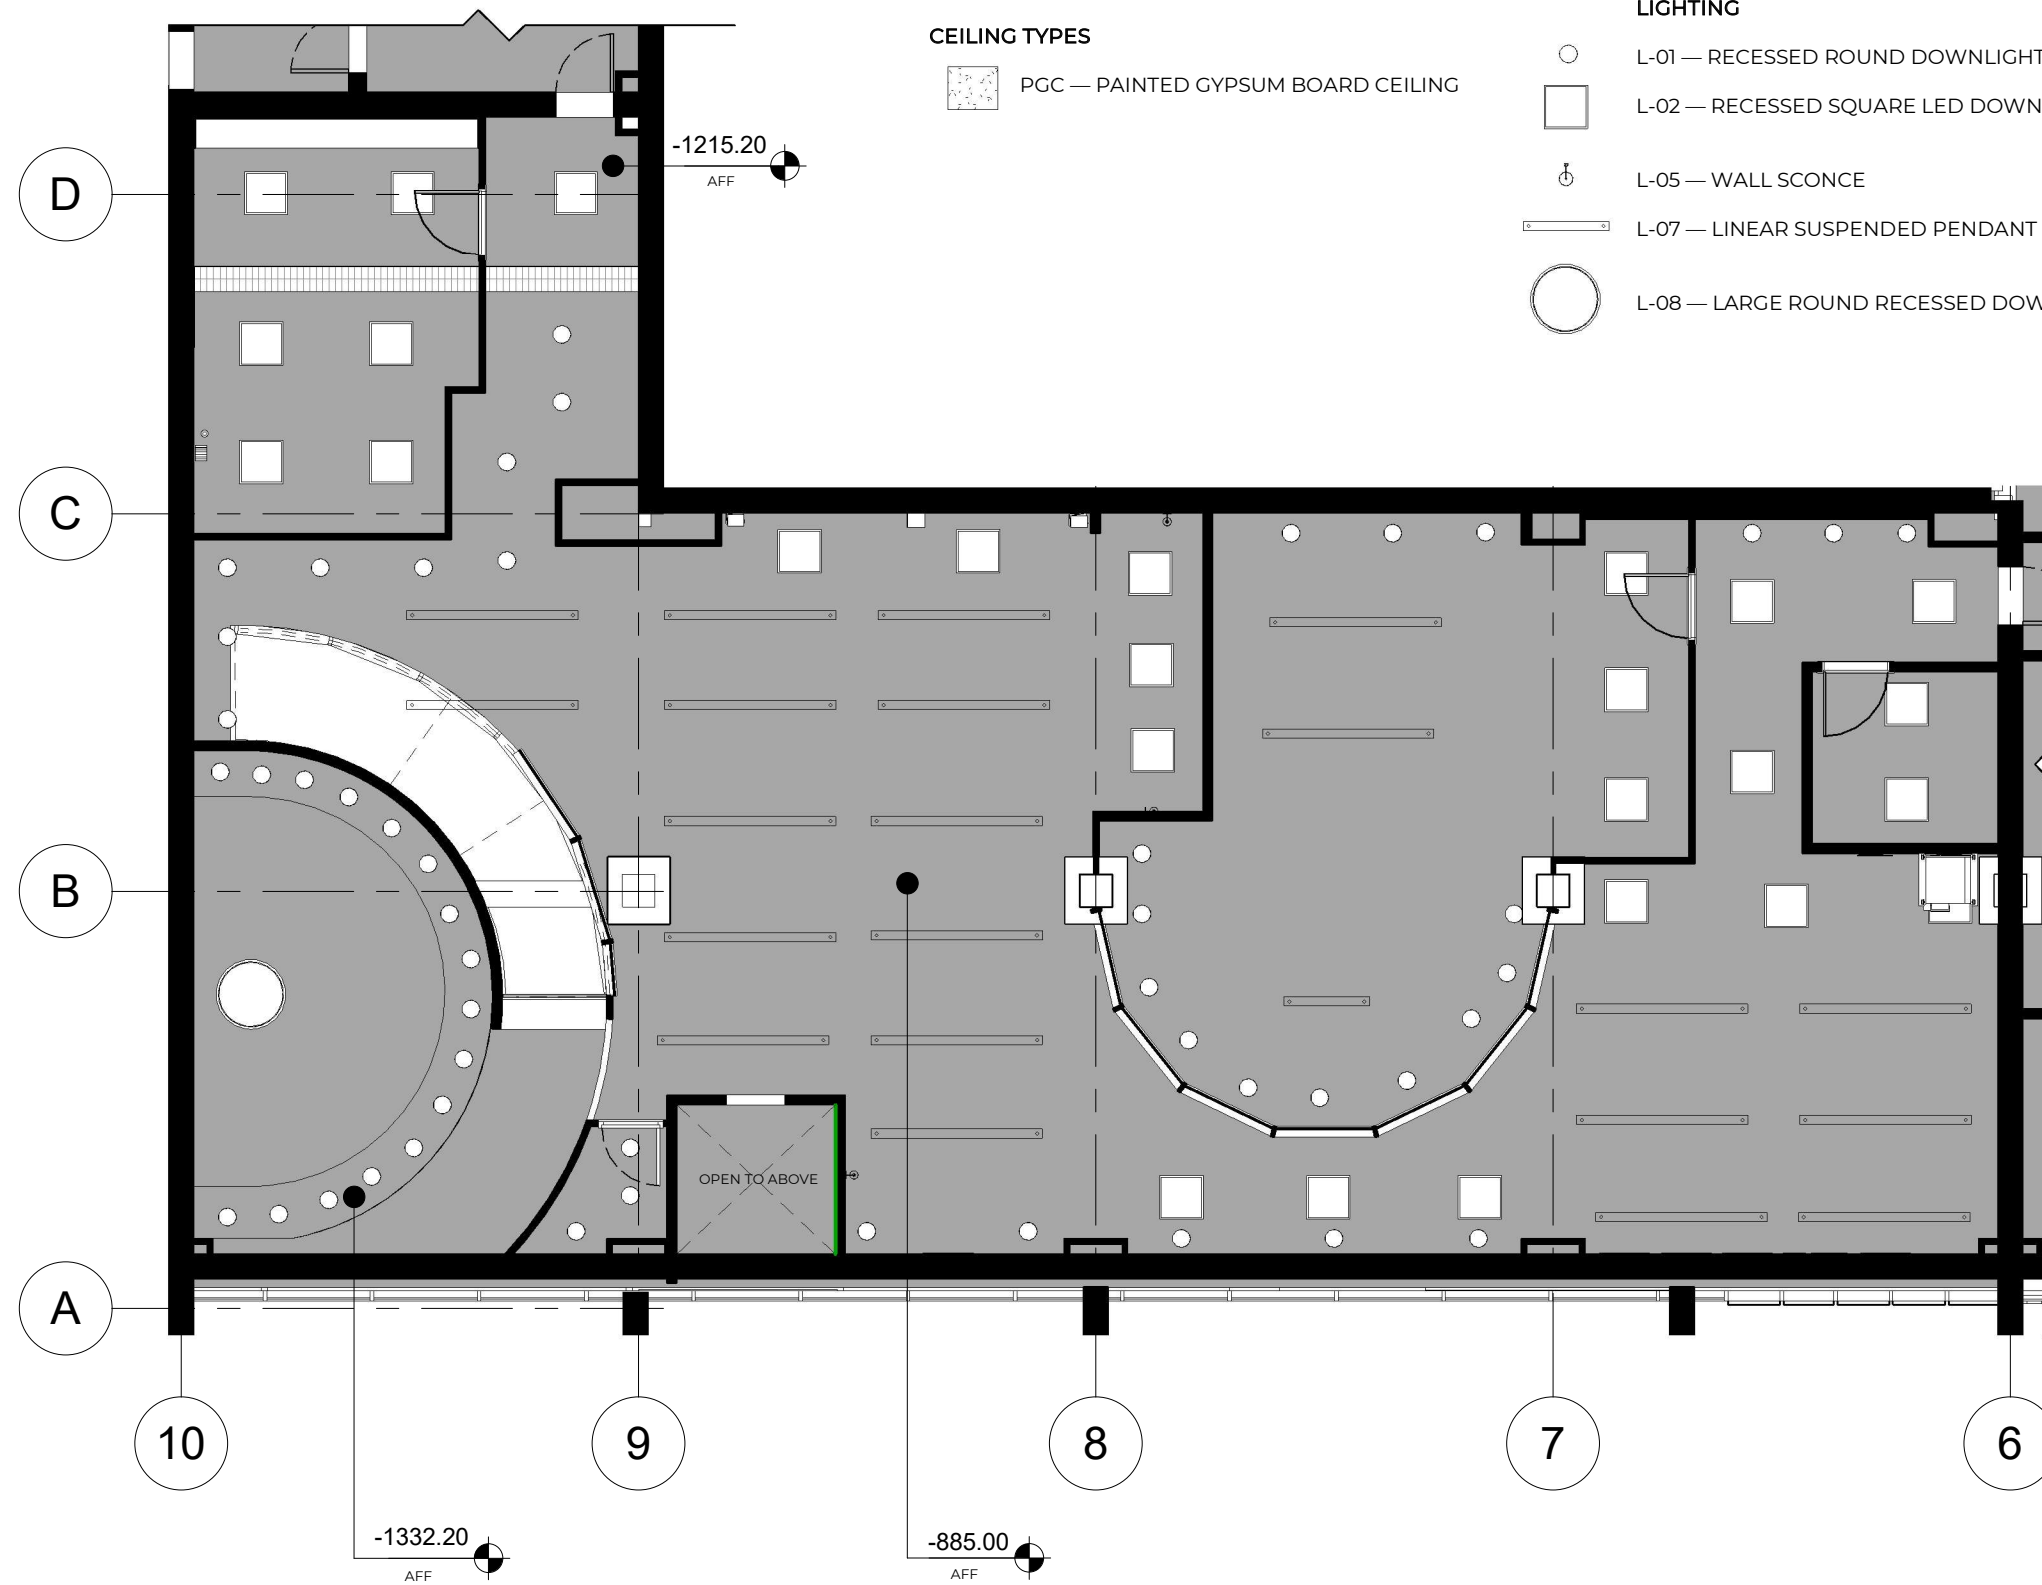 CEILING TYPES
PGC — PAINTED GYPSUM BOARD CEILING
LIGHTING
L-01 — RECESSED ROUND DOWNLIGHT
L-02 — RECESSED SQUARE LED DOWN
L-05 — WALL SCONCE
L-07 — LINEAR SUSPENDED PENDANT
L-08 — LARGE ROUND RECESSED DOW
-1215.20
AFF
D
C
B
A
OPEN TO ABOVE
10
9
8
7
6
-1332.20
AFF
-885.00
AFF